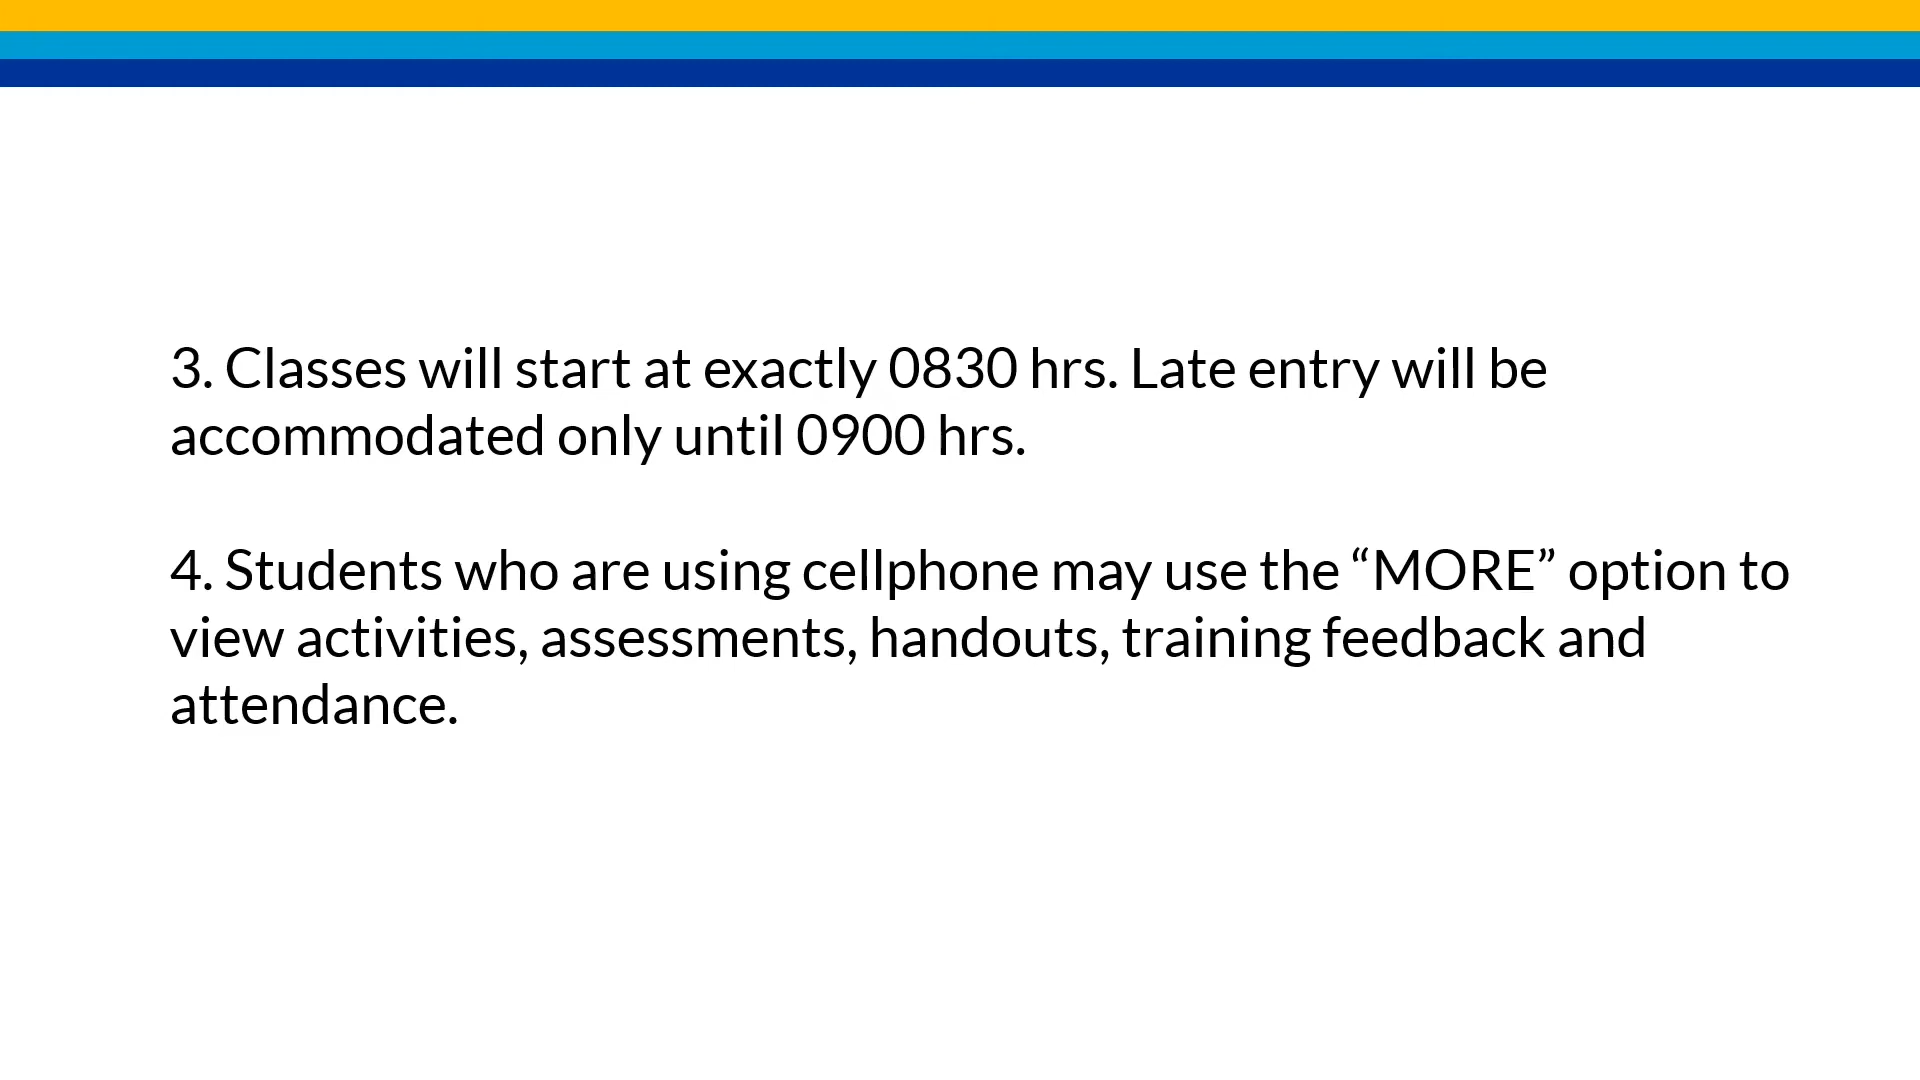 3. Classes will start at exactly 0830 hrs. Late entry will be
accommodated only until 0900 hrs.
4. Students who are using cellphone may use the “MORE” option to
view activities, assessments, handouts, training feedback and
attendance.